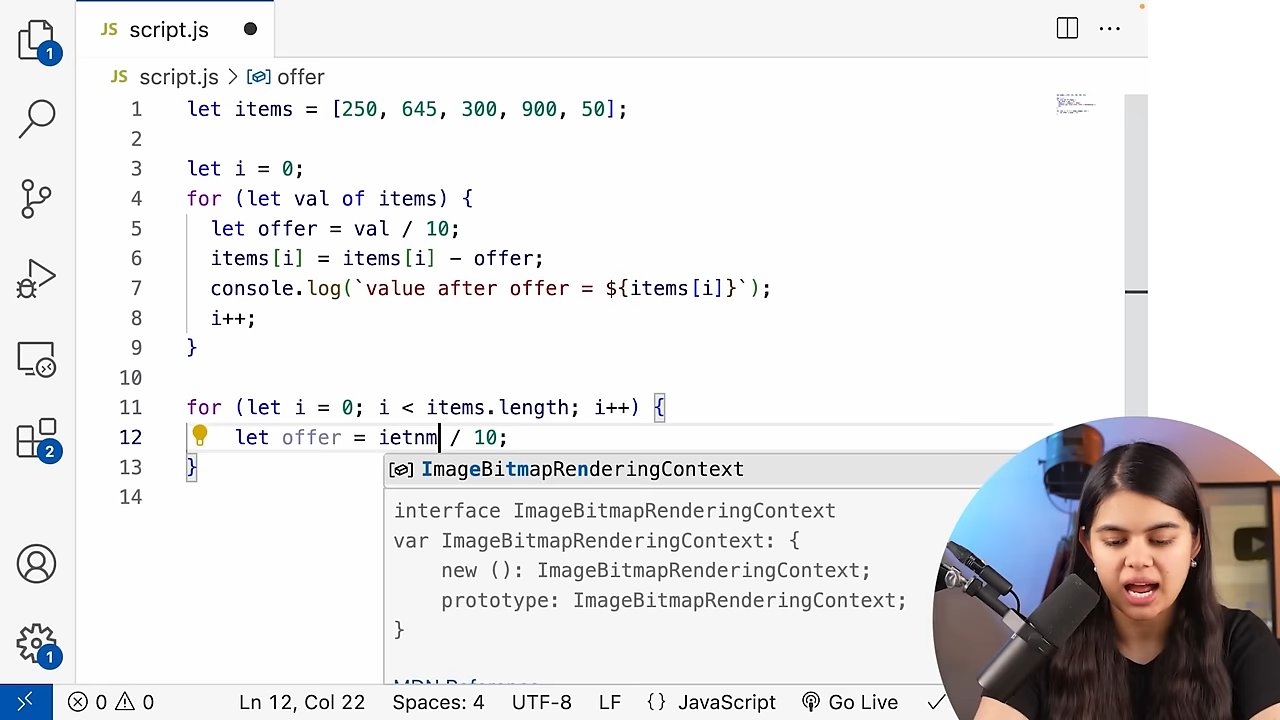 JS script.js
JS script.js > offer
1 let items = [250, 645, 300, 900, 50];
2
3 let i = 0;
4 for (let val of items) {
5 let offer = val / 10;
6 items[i] = items[i] - offer;
7 console.log(`value after offer = ${items[i]}`);
8 i++;
9 }
10
11 for (let i = 0; i < items.length; i++) {
12 let offer = ietnm / 10;
13 }
14
ImageBitmapRenderingContext
interface ImageBitmapRenderingContext
var ImageBitmapRenderingContext: {
new (): ImageBitmapRenderingContext;
prototype: ImageBitmapRenderingContext;
}
MDN Reference
1
2
1
0 0 Ln 12, Col 22 Spaces: 4 UTF-8 LF {} JavaScript Go Live